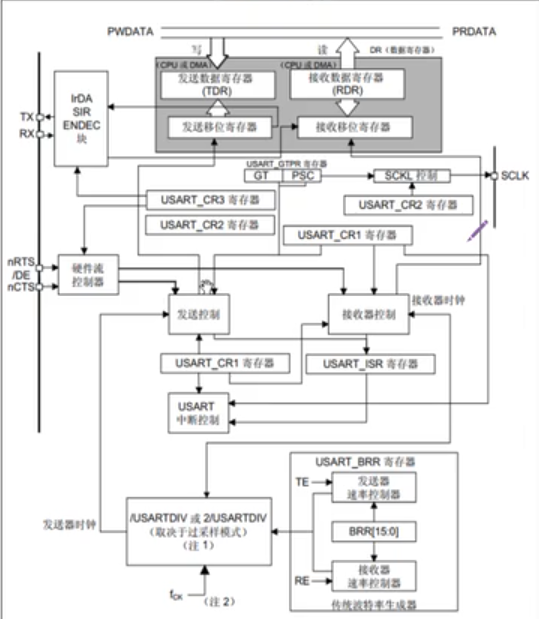 PWDATA
PRDATA
写
读
DR（数据寄存器）
（CPU 或 DMA）
（CPU 或 DMA）
发送数据寄存器
(TDR)
接收数据寄存器
(RDR)
IrDA
SIR
ENDEC
块
TX
RX
发送移位寄存器
接收移位寄存器
USART_GTPR 寄存器
GT
PSC
SCKL 控制
SCLK
USART_CR3 寄存器
USART_CR2 寄存器
USART_CR2 寄存器
USART_CR1 寄存器
nRTS
/DE
nCTS
硬件流
控制器
发送控制
接收器控制
接收器时钟
USART_CR1 寄存器
USART_ISR 寄存器
USART
中断控制
USART_BRR 寄存器
TE
发送器
速率控制器
/USARTDIV 或 2/USARTDIV
（取决于过采样模式）
（注 1）
发送器时钟
BRR[15:0]
接收器
速率控制器
RE
fCK
（注 2）
传统波特率生成器